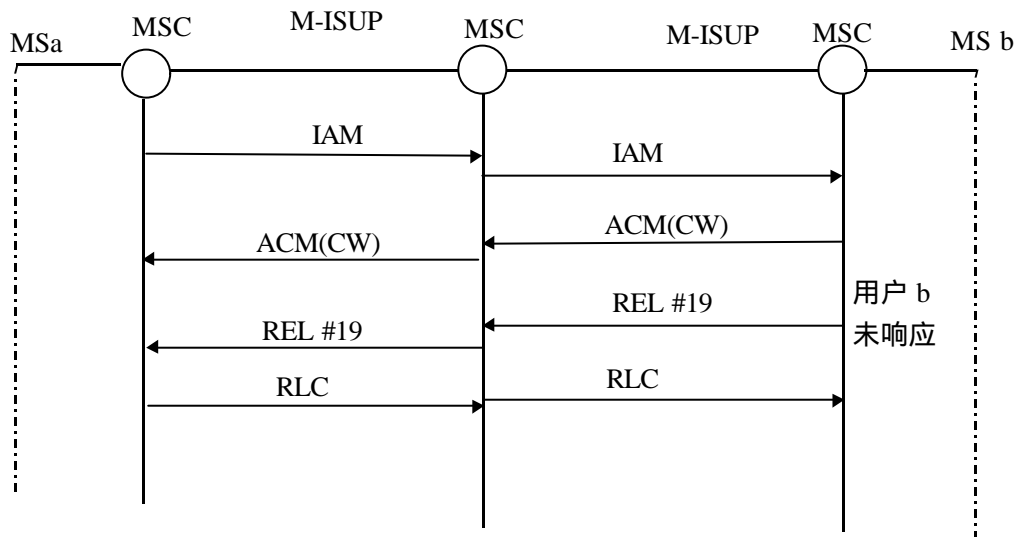 MSa
MSC
M-ISUP
MSC
M-ISUP
MSC
MS b
IAM
IAM
ACM(CW)
ACM(CW)
REL #19
用户 b
未响应
REL #19
RLC
RLC